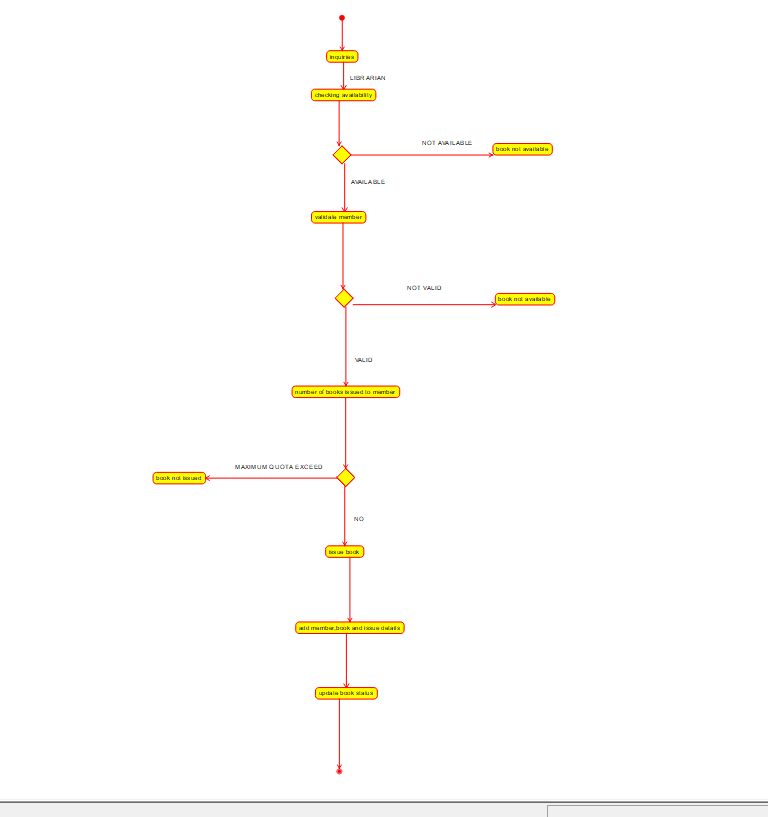 inquiries
LIBRARIAN
checking availability
NOT AVAILABLE
book not available
AVAILABLE
validate member
NOT VALID
book not available
VALID
number of books issued to member
MAXIMUM QUOTA EXCEED
book not issued
NO
issue book
add member,book and issue details
update book status